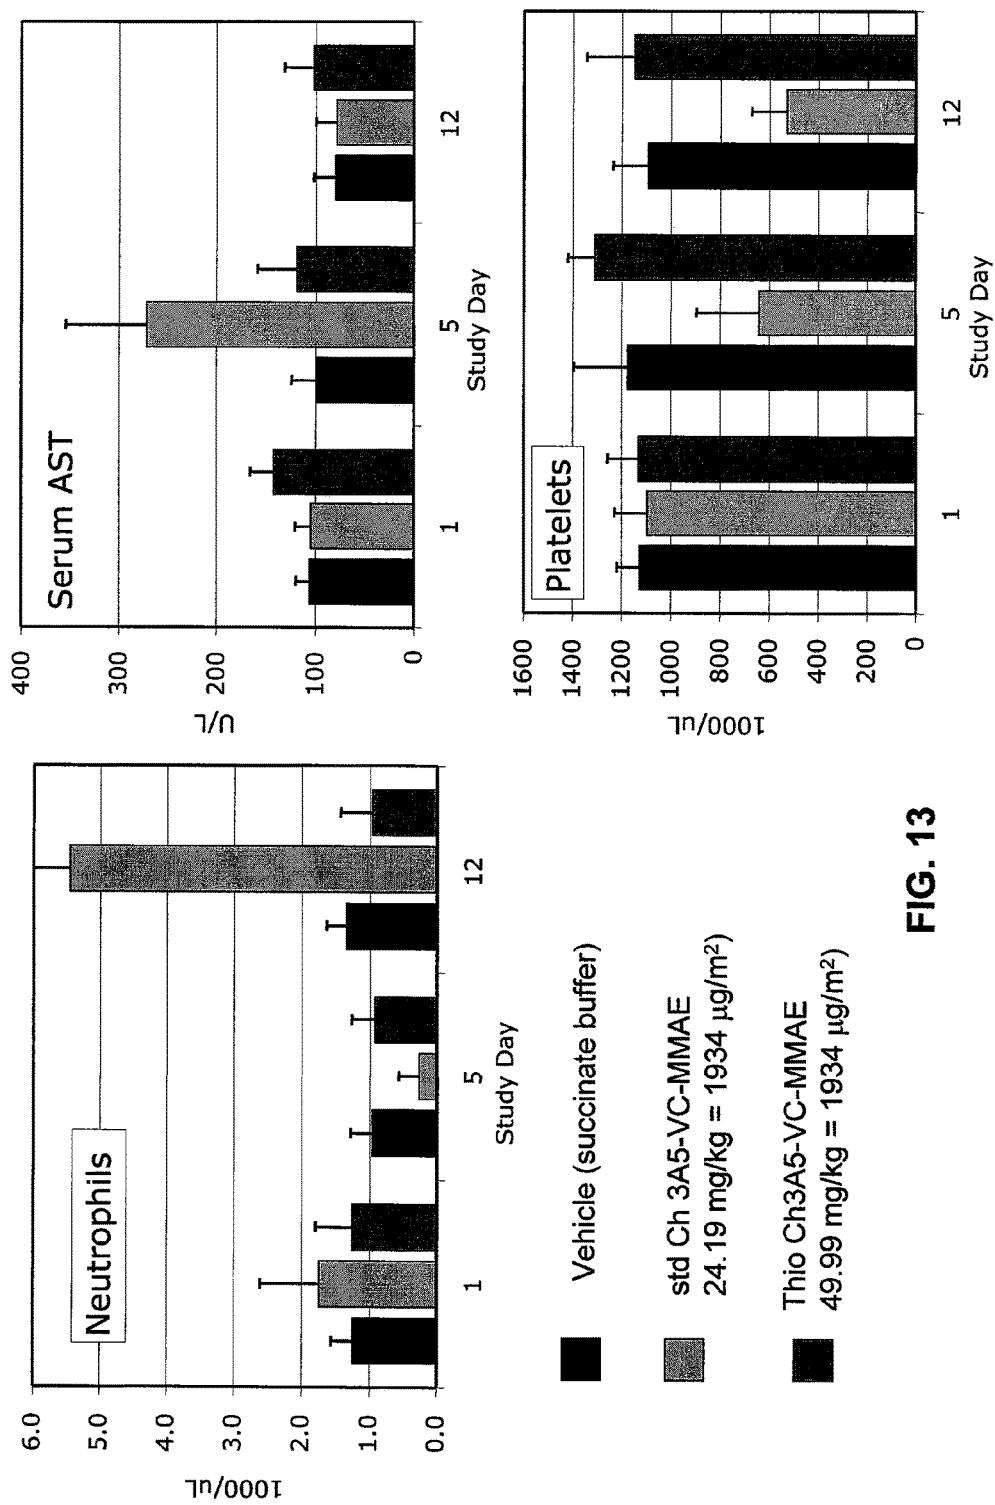 Neutrophils
1000/uL
6.0
5.0
4.0
3.0
2.0
1.0
0.0
1
5
12
Study Day
Serum AST
U/L
400
300
200
100
0
1
5
12
Study Day
Vehicle (succinate buffer)
std Ch 3A5-VC-MMAE
24.19 mg/kg = 1934 µg/m²
Thio Ch3A5-VC-MMAE
49.99 mg/kg = 1934 µg/m²
Platelets
1000/uL
1600
1400
1200
1000
800
600
400
200
0
1
5
12
Study Day
FIG. 13